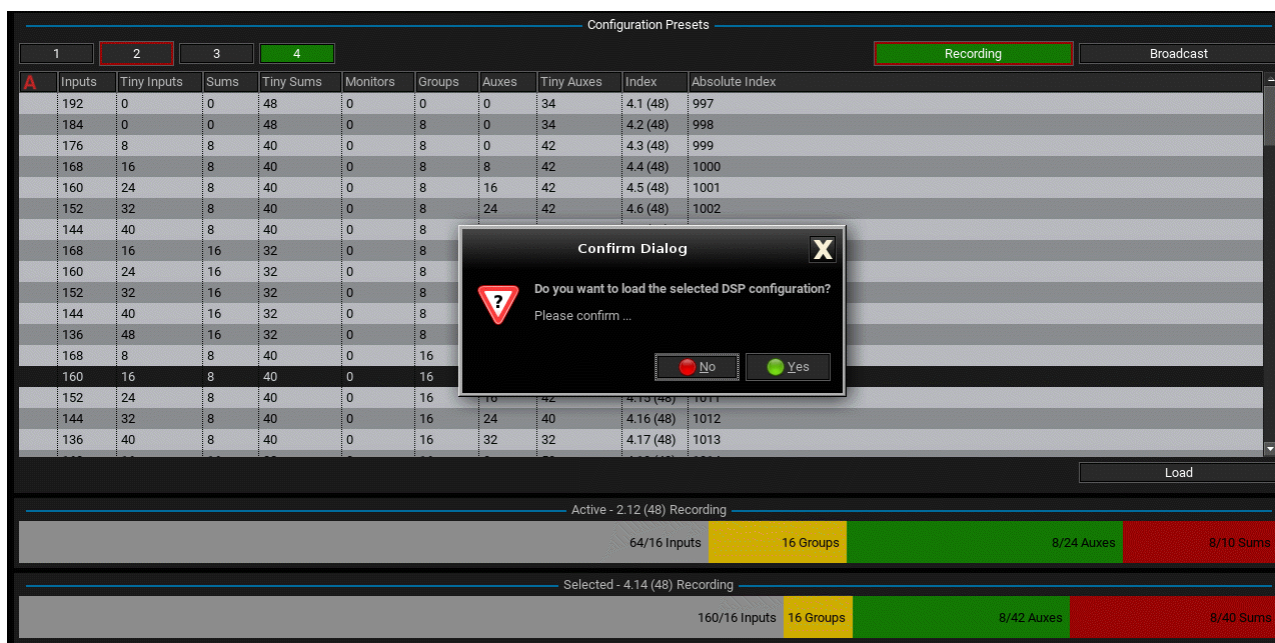 Configuration Presets
1 2 3 4 Recording Broadcast
A Inputs Tiny Inputs Sums Tiny Sums Monitors Groups Auxes Tiny Auxes Index Absolute Index
192 0 0 48 0 0 0 34 4.1 (48) 997
184 0 0 48 0 8 0 34 4.2 (48) 998
176 8 8 40 0 8 0 42 4.3 (48) 999
168 16 8 40 0 8 8 42 4.4 (48) 1000
160 24 8 40 0 8 16 42 4.5 (48) 1001
152 32 8 40 0 8 24 42 4.6 (48) 1002
144 40 8 40 0 8
168 16 16 32 0 8
160 24 16 32 0 8
152 32 16 32 0 8
144 40 16 32 0 8
136 48 16 32 0 8
168 8 8 40 0 16
160 16 8 40 0 16
152 24 8 40 0 16 16 42 4.15 (48) 1011
144 32 8 40 0 16 24 40 4.16 (48) 1012
136 40 8 40 0 16 32 32 4.17 (48) 1013
Confirm Dialog X
Do you want to load the selected DSP configuration?
?
Please confirm ...
No Yes
Load
Active - 2.12 (48) Recording
64/16 Inputs 16 Groups 8/24 Auxes 8/10 Sums
Selected - 4.14 (48) Recording
160/16 Inputs 16 Groups 8/42 Auxes 8/40 Sums